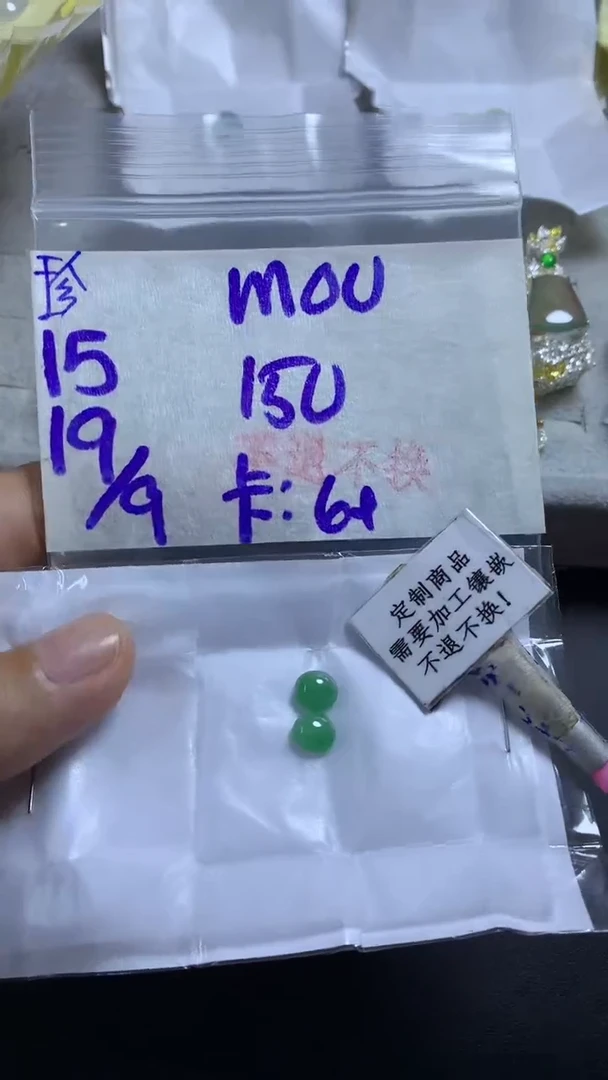 珍
mou
15
150
19/9
不退不换
卡: 64
定制商品
需要加工镶嵌
不退不换!